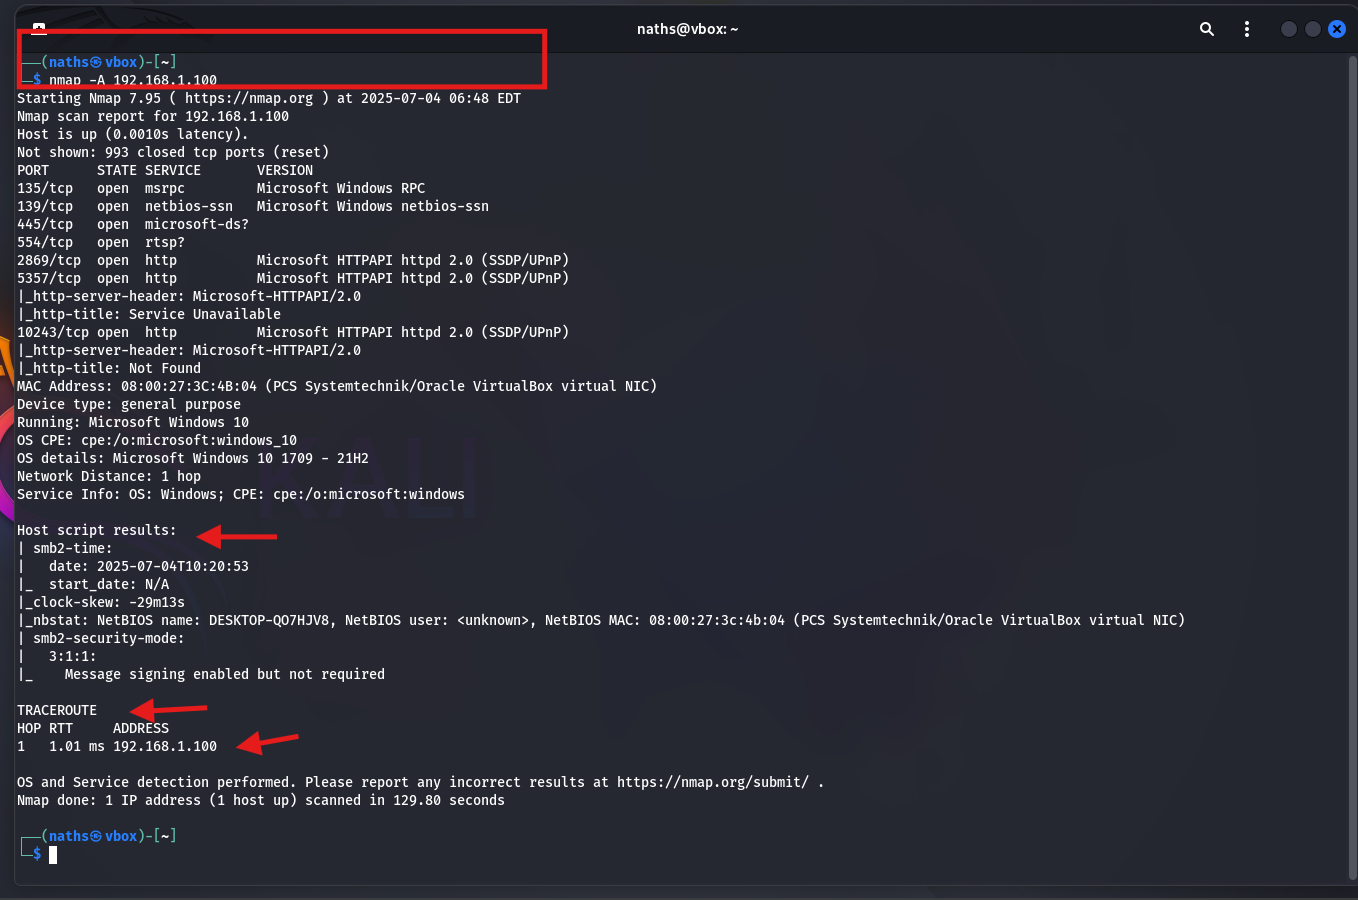 naths@vbox: ~
──(naths㉿vbox)-[~]
─$ nmap -A 192.168.1.100
Starting Nmap 7.95 ( https://nmap.org ) at 2025-07-04 06:48 EDT
Nmap scan report for 192.168.1.100
Host is up (0.0010s latency).
Not shown: 993 closed tcp ports (reset)
PORT      STATE SERVICE       VERSION
135/tcp   open  msrpc         Microsoft Windows RPC
139/tcp   open  netbios-ssn   Microsoft Windows netbios-ssn
445/tcp   open  microsoft-ds?
554/tcp   open  rtsp?
2869/tcp  open  http          Microsoft HTTPAPI httpd 2.0 (SSDP/UPnP)
5357/tcp  open  http          Microsoft HTTPAPI httpd 2.0 (SSDP/UPnP)
|_http-server-header: Microsoft-HTTPAPI/2.0
|_http-title: Service Unavailable
10243/tcp open  http          Microsoft HTTPAPI httpd 2.0 (SSDP/UPnP)
|_http-server-header: Microsoft-HTTPAPI/2.0
|_http-title: Not Found
MAC Address: 08:00:27:3C:4B:04 (PCS Systemtechnik/Oracle VirtualBox virtual NIC)
Device type: general purpose
Running: Microsoft Windows 10
OS CPE: cpe:/o:microsoft:windows_10
OS details: Microsoft Windows 10 1709 - 21H2
Network Distance: 1 hop
Service Info: OS: Windows; CPE: cpe:/o:microsoft:windows
KALI
Host script results:
| smb2-time:
|   date: 2025-07-04T10:20:53
|_  start_date: N/A
|_clock-skew: -29m13s
|_nbstat: NetBIOS name: DESKTOP-QO7HJV8, NetBIOS user: <unknown>, NetBIOS MAC: 08:00:27:3c:4b:04 (PCS Systemtechnik/Oracle VirtualBox virtual NIC)
| smb2-security-mode:
|   3:1:1:
|_    Message signing enabled but not required
TRACEROUTE
HOP RTT     ADDRESS
1   1.01 ms 192.168.1.100
OS and Service detection performed. Please report any incorrect results at https://nmap.org/submit/ .
Nmap done: 1 IP address (1 host up) scanned in 129.80 seconds
┌──(naths㉿vbox)-[~]
└─$